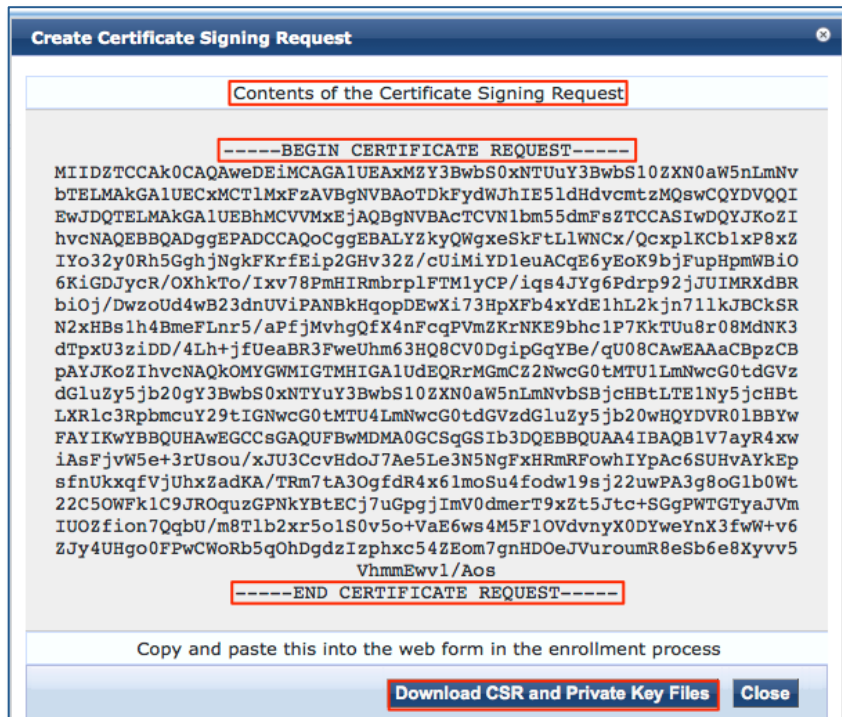 Create Certificate Signing Request
Contents of the Certificate Signing Request
-----BEGIN CERTIFICATE REQUEST-----
MIIDZTCCAk0CAQAweDEiMCAGA1UEAxMZY3BwbS0xNTUuY3BwbS10ZXN0aW5nLmNv
bTELMAkGA1UECxMCTlMxFzAVBgNVBAoTDkFydWJhIE5ldHdvcmtzMQswCQYDVQQI
EwJDQTELMAkGA1UEBhMCVVMxEjAQBgNVBAcTCVN1bm55dmFsZTCCASIwDQYJKoZI
hvcNAQEBBQADggEPADCCAQoCggEBALYZkyQWgxeSkFtLlWNCx/QcxplKCb1xP8xZ
IYo32y0Rh5GghjNgkFKrfEip2GHv32Z/cUiMiYD1euACqE6yEoK9bjFupHpmWBiO
6KiGDJycR/OXhkTo/Ixv78PmHIRmbrplFTM1yCP/iqs4JYg6Pdrp92jJUIMRXdBR
biOj/DwzoUd4wB23dnUViPANBkHqopDEwXi73HpXFb4xYdE1hL2kjn71lkJBCkSR
N2xHBs1h4BmeFLnr5/aPfjMvhgQfX4nFcqPVmZKrNKE9bhc1P7KkTUu8r08MdNK3
dTpxU3ziDD/4Lh+jfUeaBR3FweUhm63HQ8CV0DgipGqYBe/qU08CAwEAAaCBpzCB
pAYJKoZIhvcNAQkOMYGWMIGTMHIGA1UdEQRrMGmCZ2NwcG0tMTU1LmNwcG0tdGVz
dGluZy5jb20gY3BwbS0xNTYuY3BwbS10ZXN0aW5nLmNvbSBjcHBtLTE1Ny5jcHBt
LXRlc3RpbmcuY29tIGNwcG0tMTU4LmNwcG0tdGVzdGluZy5jb20wHQYDVR0lBBYw
FAYIKwYBBQUHAwEGCCsGAQUFBwMDMA0GCSqGSIb3DQEBBQUAA4IBAQB1V7ayR4xw
iAsFjvW5e+3rUsou/xJU3CcvHdoJ7Ae5Le3N5NgFxHRmRFowhIYpAc6SUHvAYkEp
sfnUkxqfVjUhxZadKA/TRm7tA3OgfdR4x61moSu4fodw19sj22uwPA3g8oG1b0Wt
22C5OWFk1C9JROquzGPNkYBtECj7uGpgjImV0dmerT9xZt5Jtc+SGgPWTGTyaJVm
IUOZfion7QqbU/m8Tlb2xr5o1S0v5o+VaE6ws4M5F1OVdvnyX0DYweYnX3fwW+v6
ZJy4UHgo0FPwCWoRb5qOhDgdzIzphxc54ZEom7gnHDOeJVuroumR8eSb6e8Xyvv5
VhmmEwvl/Aos
-----END CERTIFICATE REQUEST-----
Copy and paste this into the web form in the enrollment process
Download CSR and Private Key Files Close